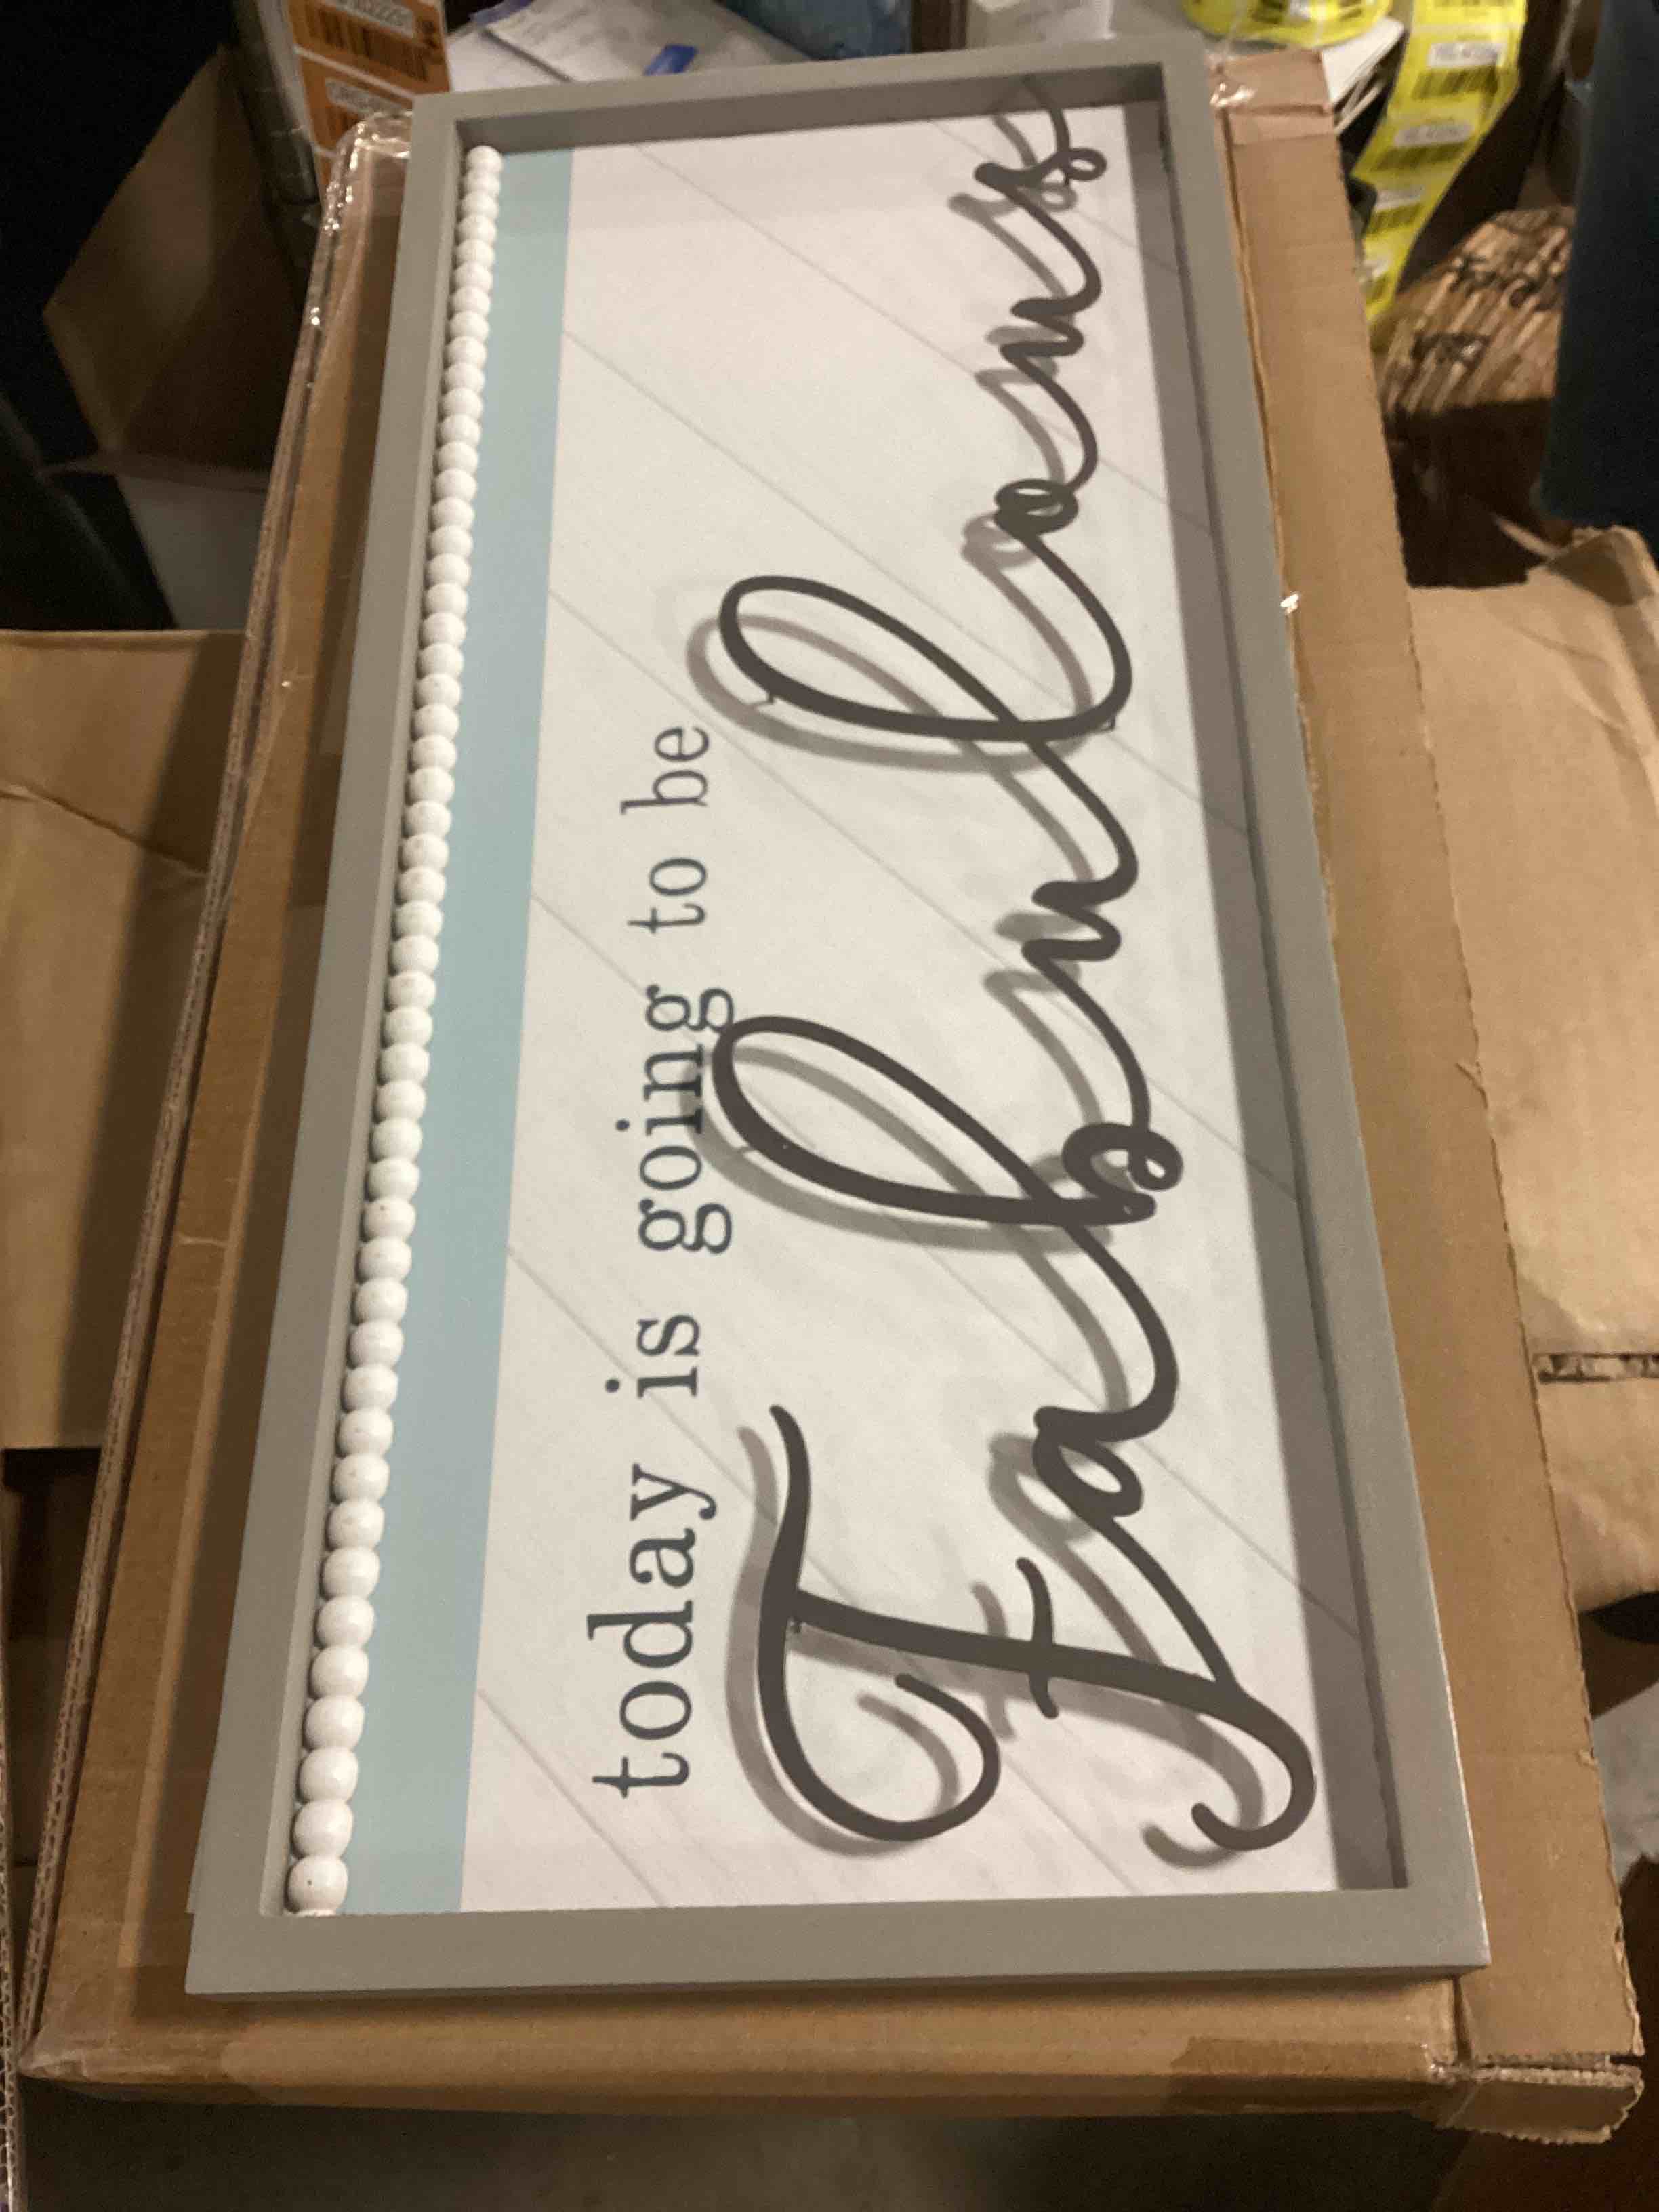 today is going to be
Fabulous